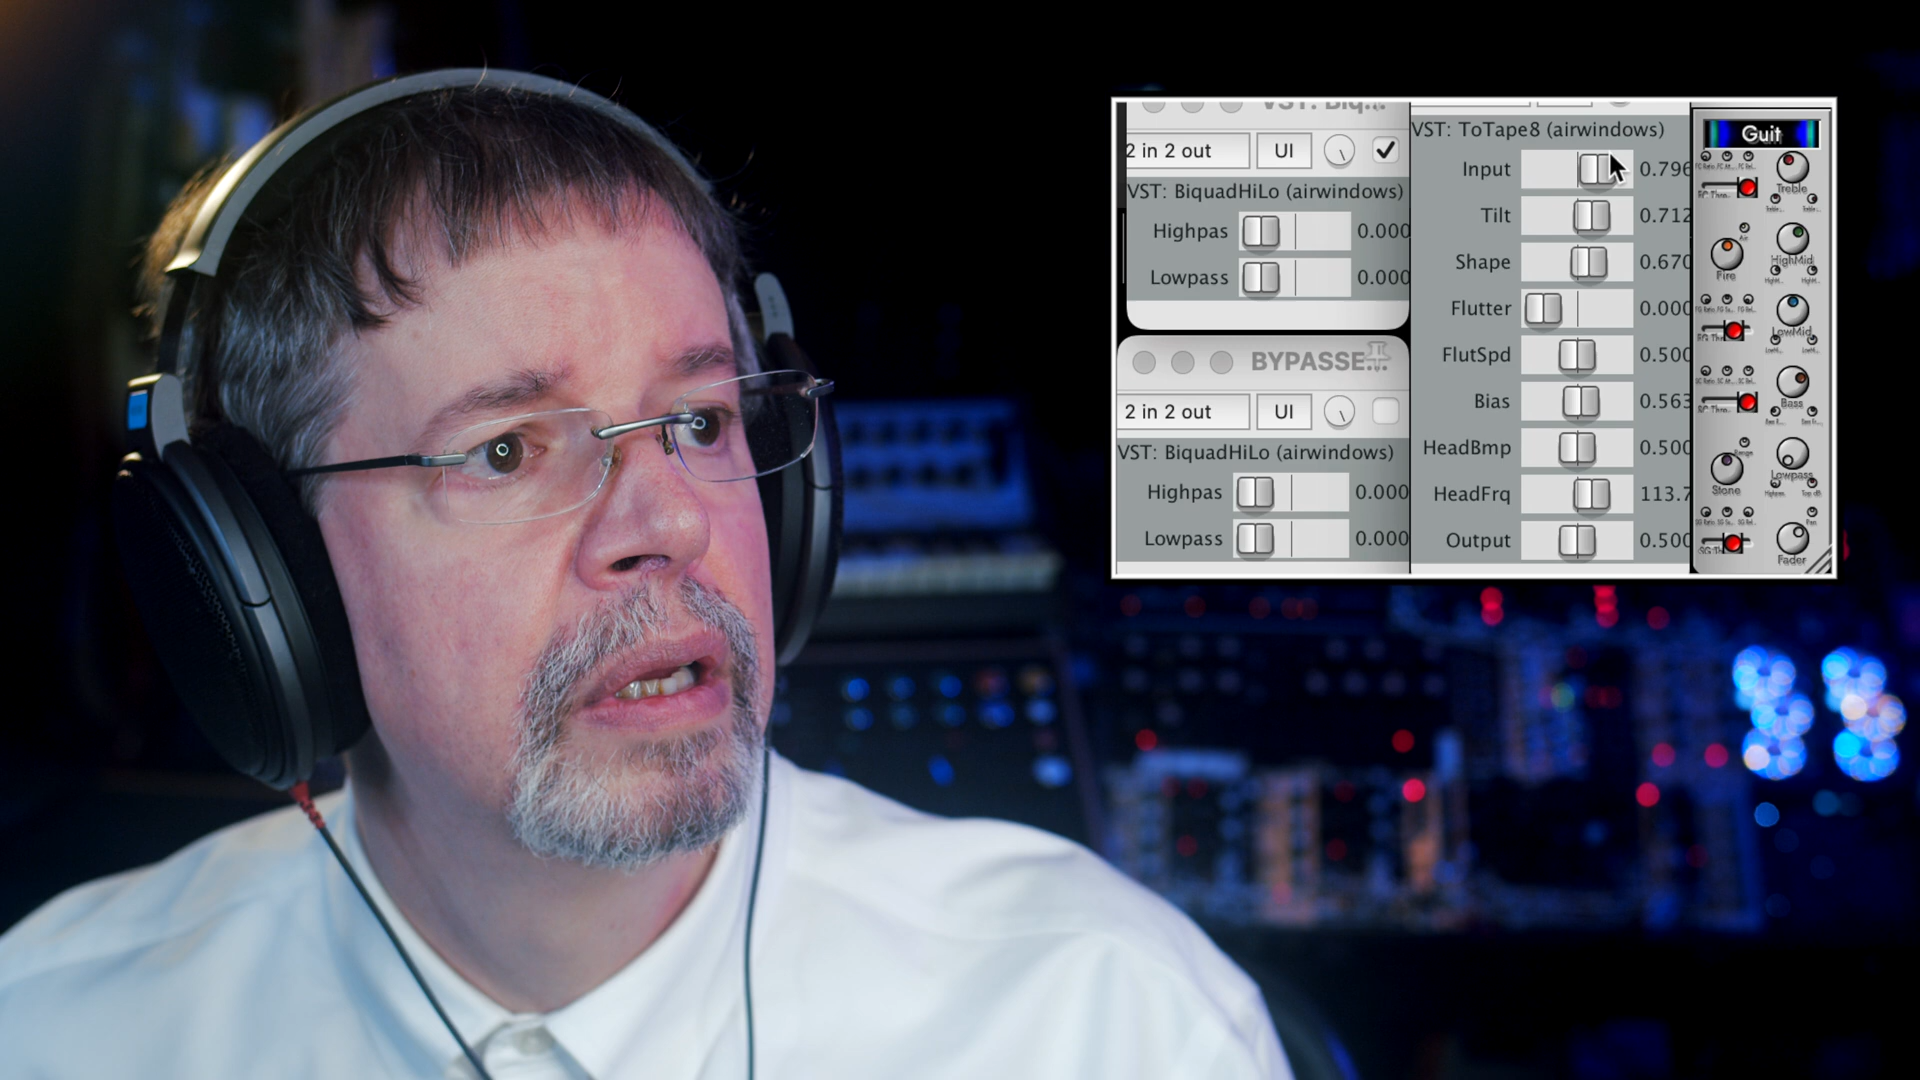 2 in 2 out UI
VST: BiquadHiLo (airwindows)
Highpas 0.000
Lowpass 0.000
BYPASSE...
2 in 2 out UI
VST: BiquadHiLo (airwindows)
Highpas 0.000
Lowpass 0.000
VST: ToTape8 (airwindows)
Input 0.796
Tilt 0.712
Shape 0.670
Flutter 0.000
FlutSpd 0.500
Bias 0.563
HeadBmp 0.500
HeadFrq 113.7
Output 0.500
Guit
Treble
HighMid
Fire
LowMid
Bass
Lowpass
Stone
Fader